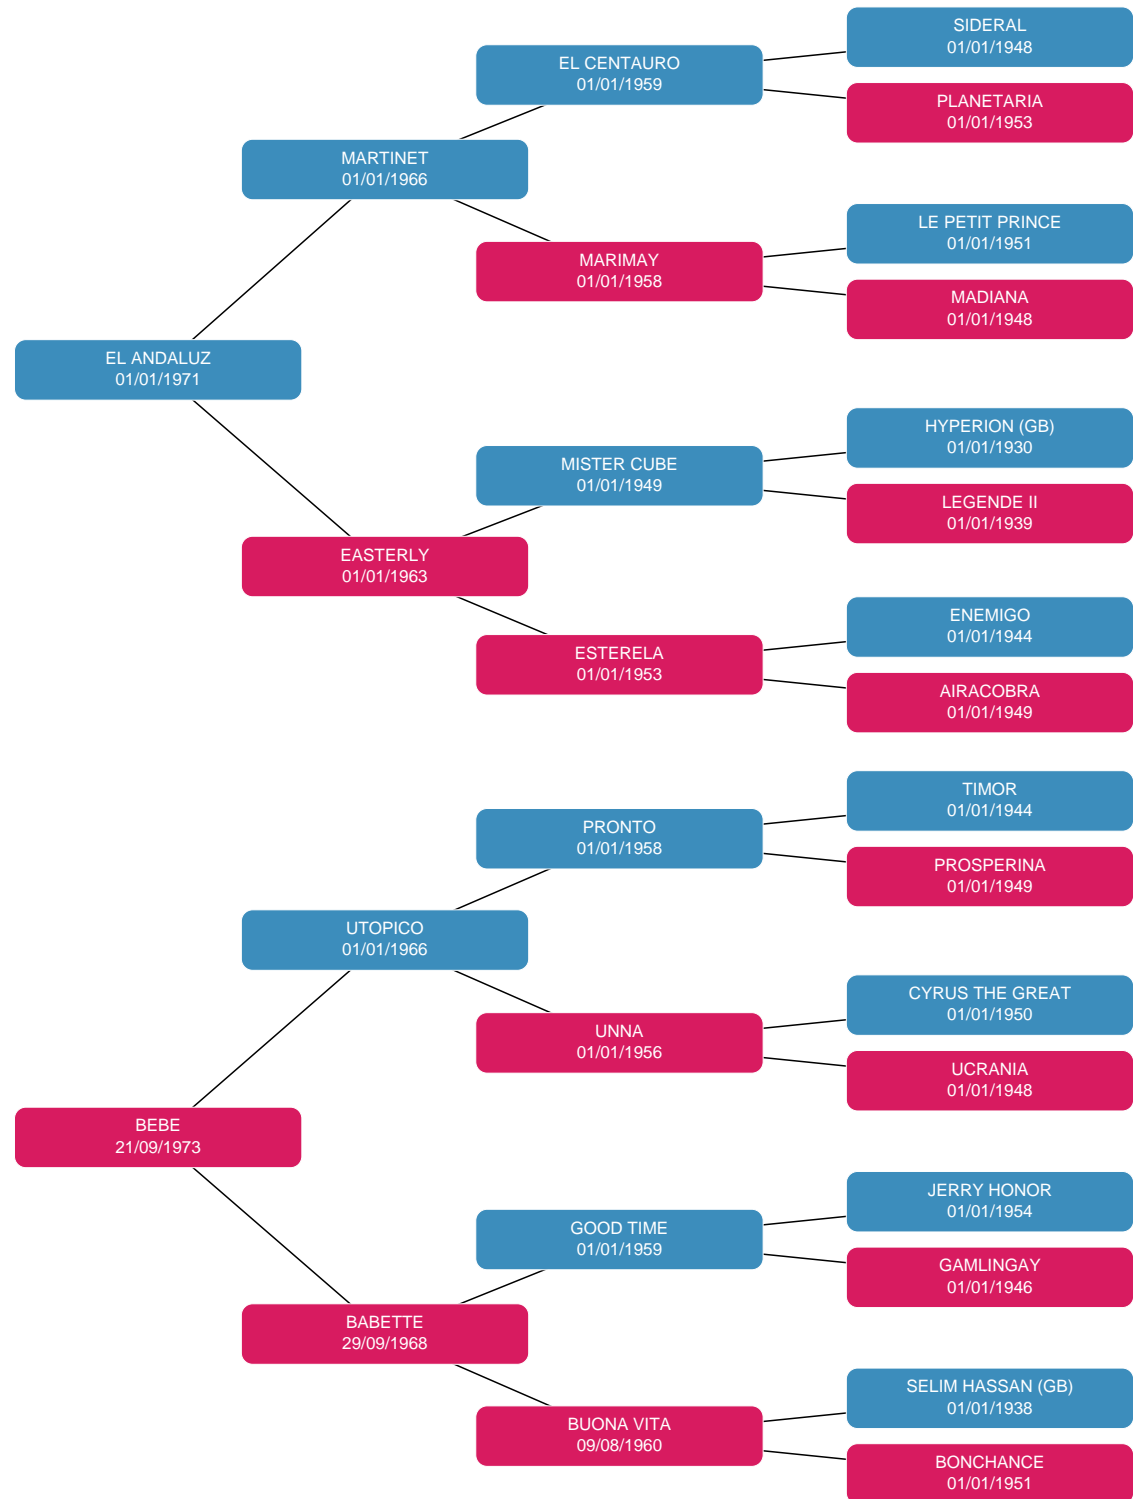 SIDERAL
01/01/1948
EL CENTAURO
01/01/1959
PLANETARIA
01/01/1953
MARTINET
01/01/1966
LE PETIT PRINCE
01/01/1951
MARIMAY
01/01/1958
MADIANA
01/01/1948
EL ANDALUZ
01/01/1971
HYPERION (GB)
01/01/1930
MISTER CUBE
01/01/1949
LEGENDE II
01/01/1939
EASTERLY
01/01/1963
ENEMIGO
01/01/1944
ESTERELA
01/01/1953
AIRACOBRA
01/01/1949
TIMOR
01/01/1944
PRONTO
01/01/1958
PROSPERINA
01/01/1949
UTOPICO
01/01/1966
CYRUS THE GREAT
01/01/1950
UNNA
01/01/1956
UCRANIA
01/01/1948
BEBE
21/09/1973
JERRY HONOR
01/01/1954
GOOD TIME
01/01/1959
GAMLINGAY
01/01/1946
BABETTE
29/09/1968
SELIM HASSAN (GB)
01/01/1938
BUONA VITA
09/08/1960
BONCHANCE
01/01/1951